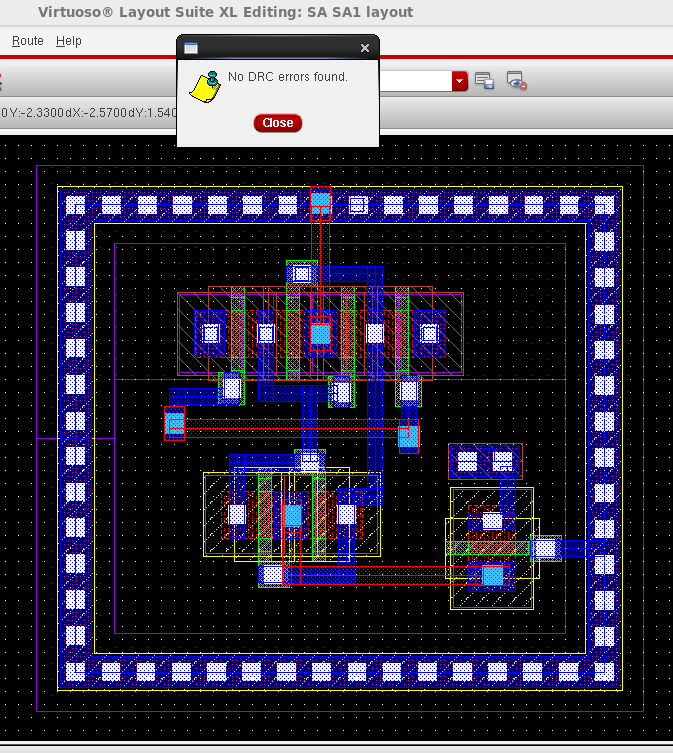 Virtuoso® Layout Suite XL Editing: SA SA1 layout
Route Help
No DRC errors found.
0Y:-2.3300dX:-2.5700dY:1.540
Close